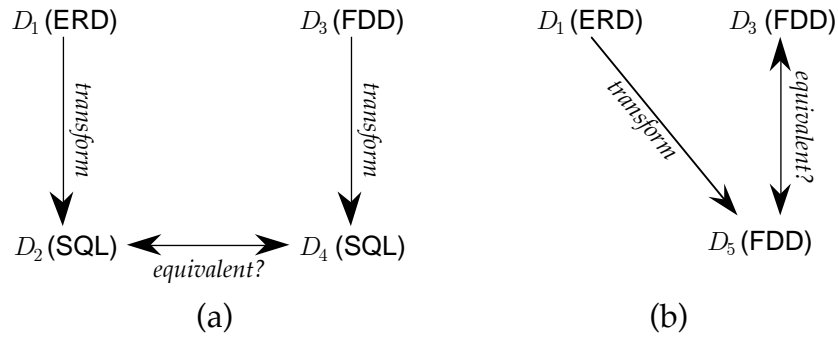 D₁ (ERD) D₃ (FDD) D₁ (ERD) D₃ (FDD)
transform transform transform equivalent?
D₂ (SQL) D₄ (SQL) D₅ (FDD)
equivalent?
(a) (b)